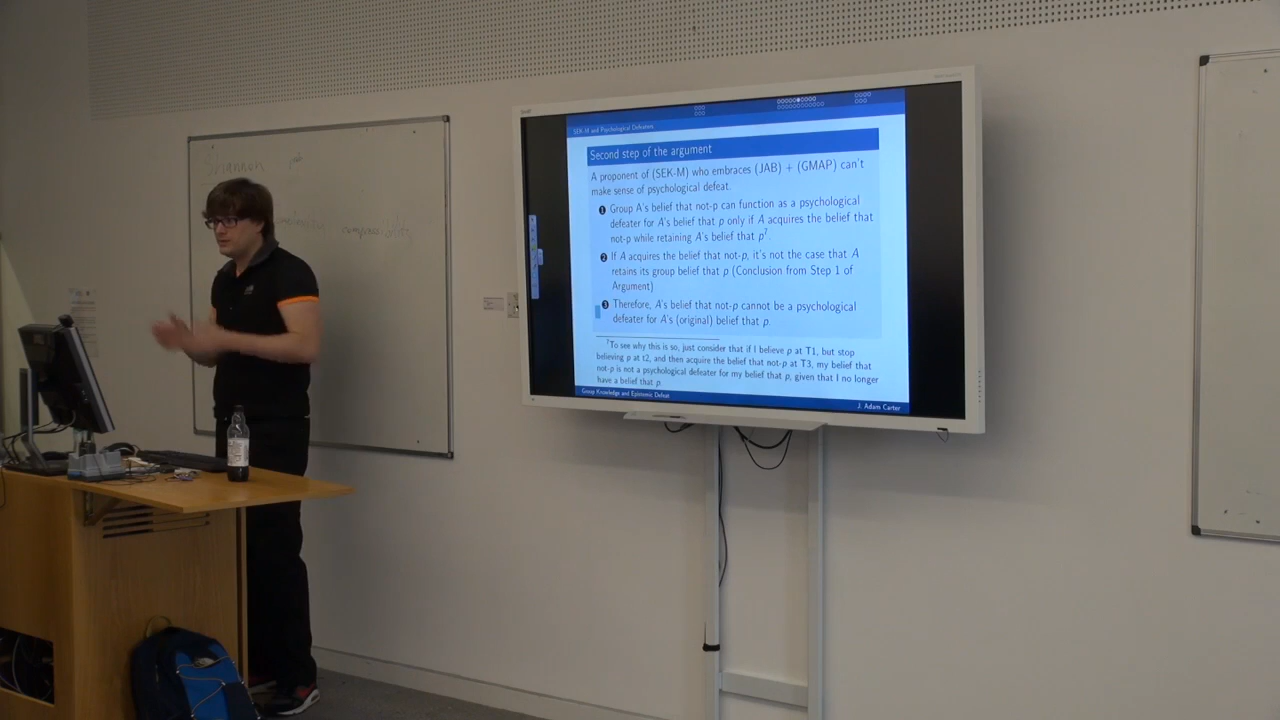 SEK-M and Psychological Defeaters
Second step of the argument
A proponent of (SEK-M) who embraces (JAB) + (GMAP) can't
make sense of psychological defeat.
1 Group A's belief that not-p can function as a psychological
defeater for A's belief that p only if A acquires the belief that
not-p while retaining A's belief that p⁷.
2 If A acquires the belief that not-p, it's not the case that A
retains its group belief that p (Conclusion from Step 1 of
Argument)
3 Therefore, A's belief that not-p cannot be a psychological
defeater for A's (original) belief that p.
⁷To see why this is so, just consider that if I believe p at T1, but stop
believing p at t2, and then acquire the belief that not-p at T3, my belief that
not-p is not a psychological defeater for my belief that p, given that I no longer
have a belief that p.
Group Knowledge and Epistemic Defeat
J. Adam Carter